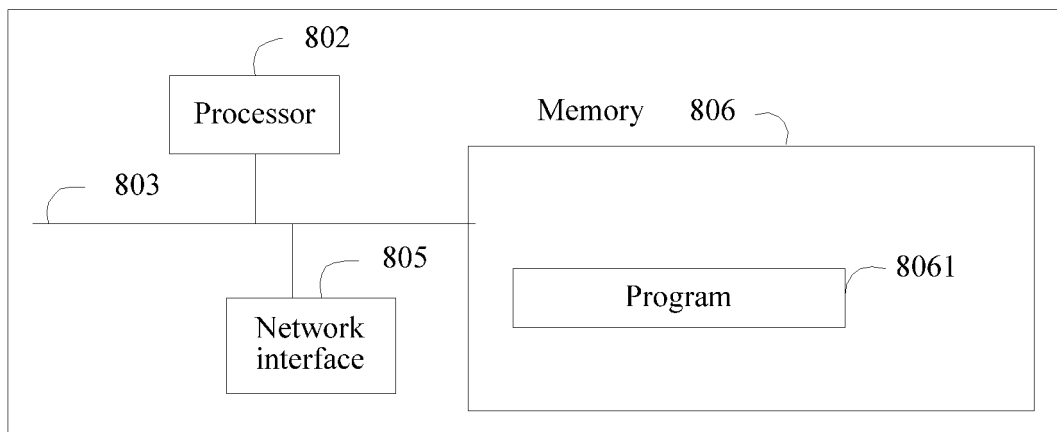 802
Processor
Memory 806
803
805
8061
Program
Network
interface